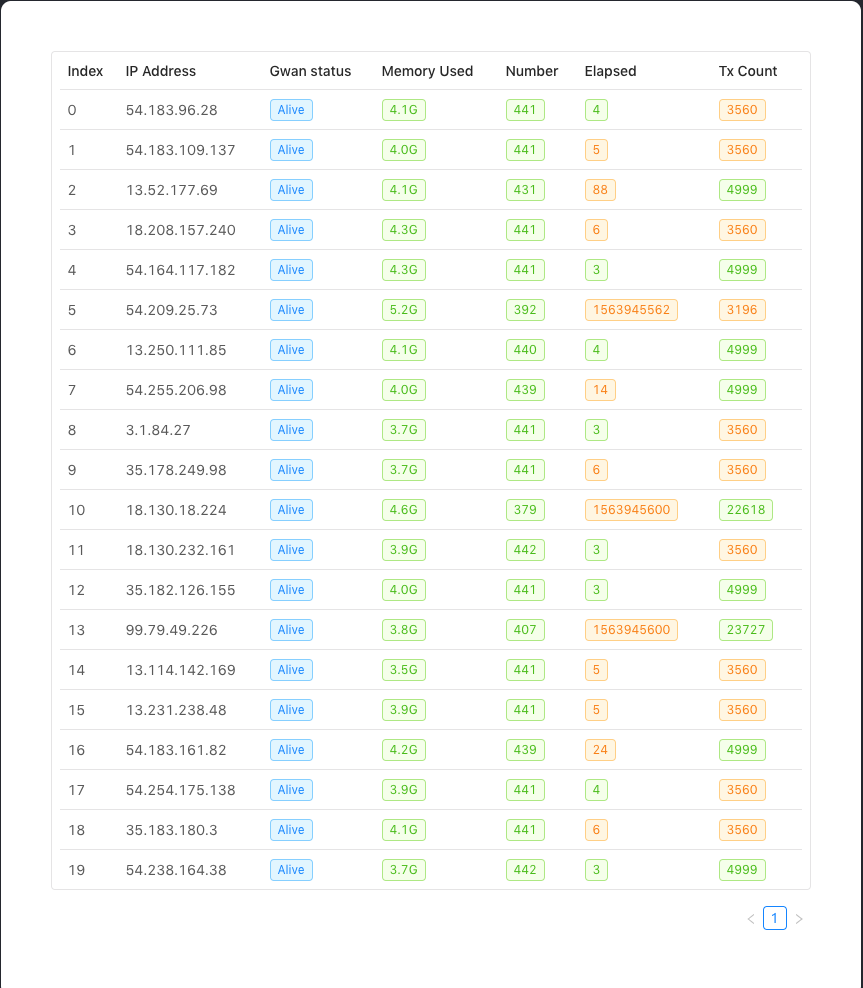 Index IP Address Gwan status Memory Used Number Elapsed Tx Count
0 54.183.96.28 Alive 4.1G 441 4 3560
1 54.183.109.137 Alive 4.0G 441 5 3560
2 13.52.177.69 Alive 4.1G 431 88 4999
3 18.208.157.240 Alive 4.3G 441 6 3560
4 54.164.117.182 Alive 4.3G 441 3 4999
5 54.209.25.73 Alive 5.2G 392 1563945562 3196
6 13.250.111.85 Alive 4.1G 440 4 4999
7 54.255.206.98 Alive 4.0G 439 14 4999
8 3.1.84.27 Alive 3.7G 441 3 3560
9 35.178.249.98 Alive 3.7G 441 6 3560
10 18.130.18.224 Alive 4.6G 379 1563945600 22618
11 18.130.232.161 Alive 3.9G 442 3 3560
12 35.182.126.155 Alive 4.0G 441 3 4999
13 99.79.49.226 Alive 3.8G 407 1563945600 23727
14 13.114.142.169 Alive 3.5G 441 5 3560
15 13.231.238.48 Alive 3.9G 441 5 3560
16 54.183.161.82 Alive 4.2G 439 24 4999
17 54.254.175.138 Alive 3.9G 441 4 3560
18 35.183.180.3 Alive 4.1G 441 6 3560
19 54.238.164.38 Alive 3.7G 442 3 4999
< 1 >